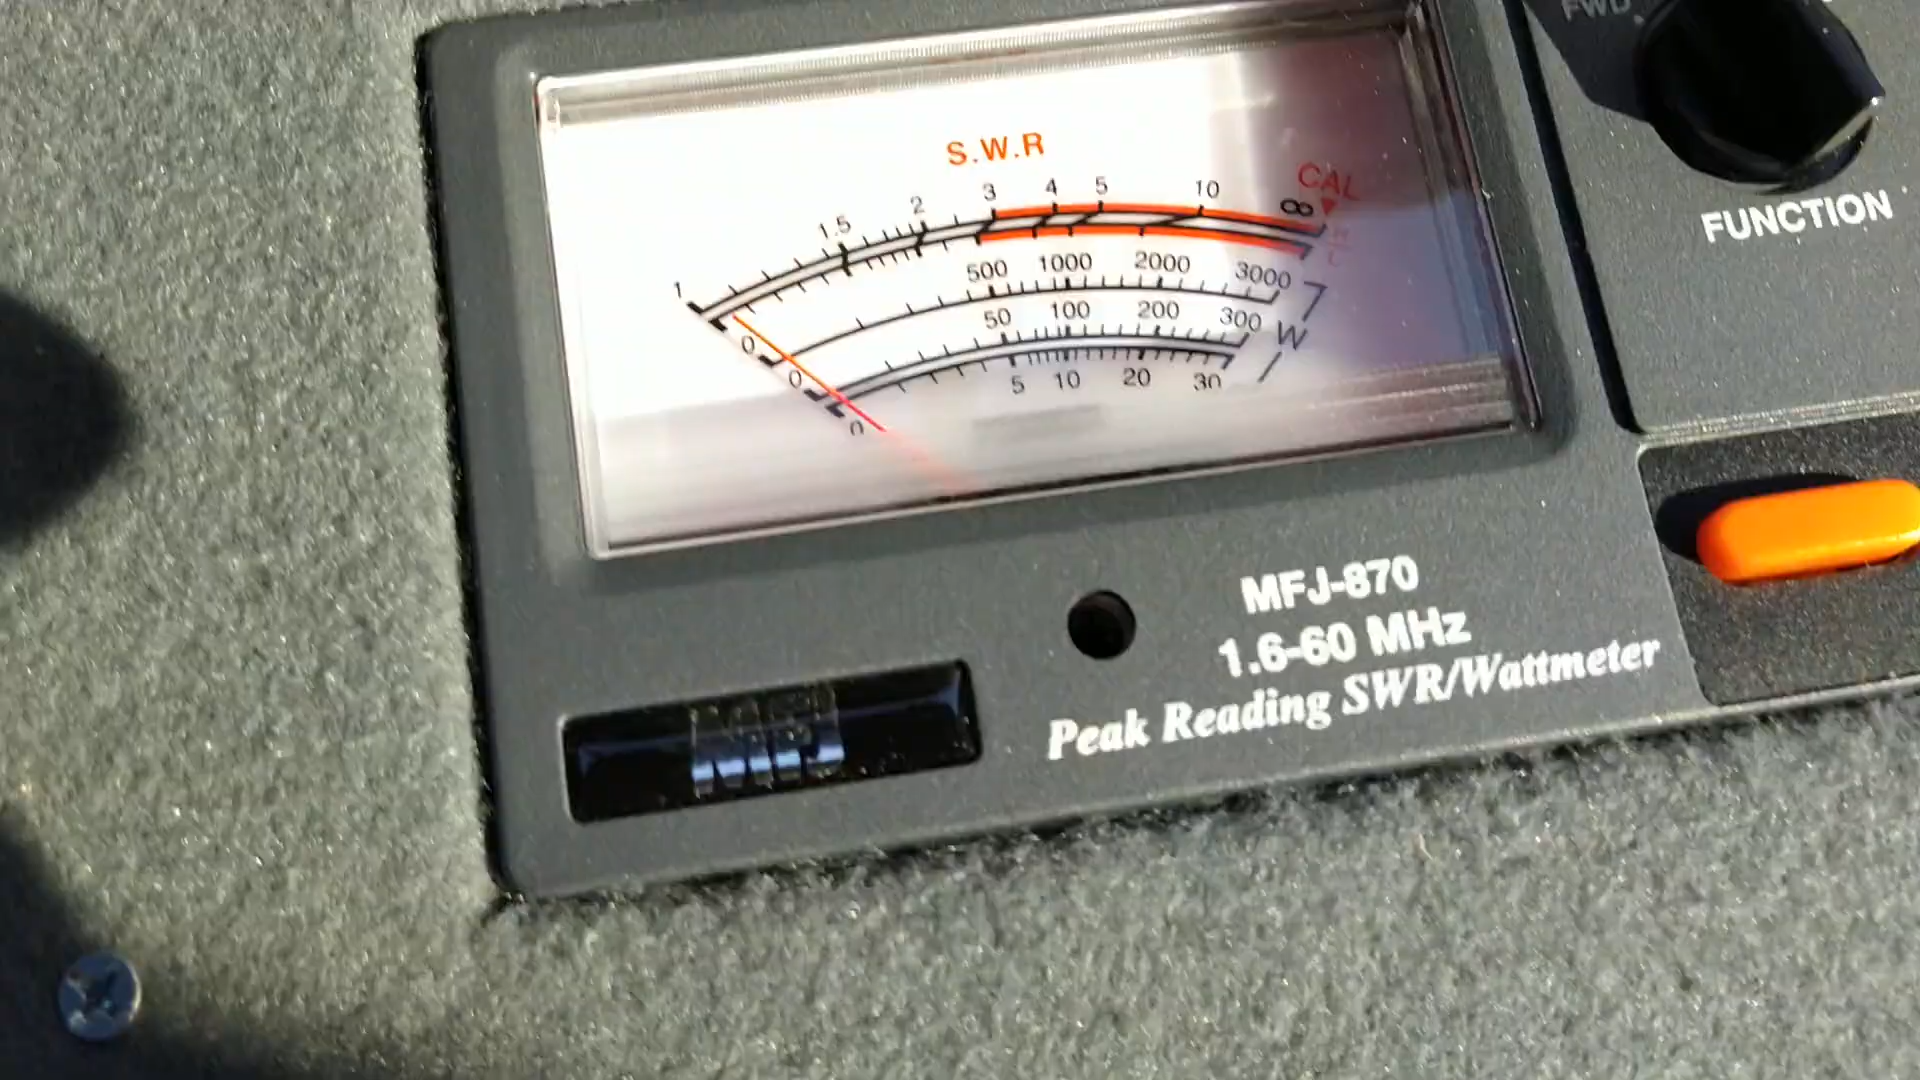 FWD
S.W.R
CAL
1 1.5 2 3 4 5 10 ∞
H
L
0 500 1000 2000 3000
0 50 100 200 300
W
0 5 10 20 30
FUNCTION
MFJ-870
1.6-60 MHz
Peak Reading SWR/Wattmeter
MFJ